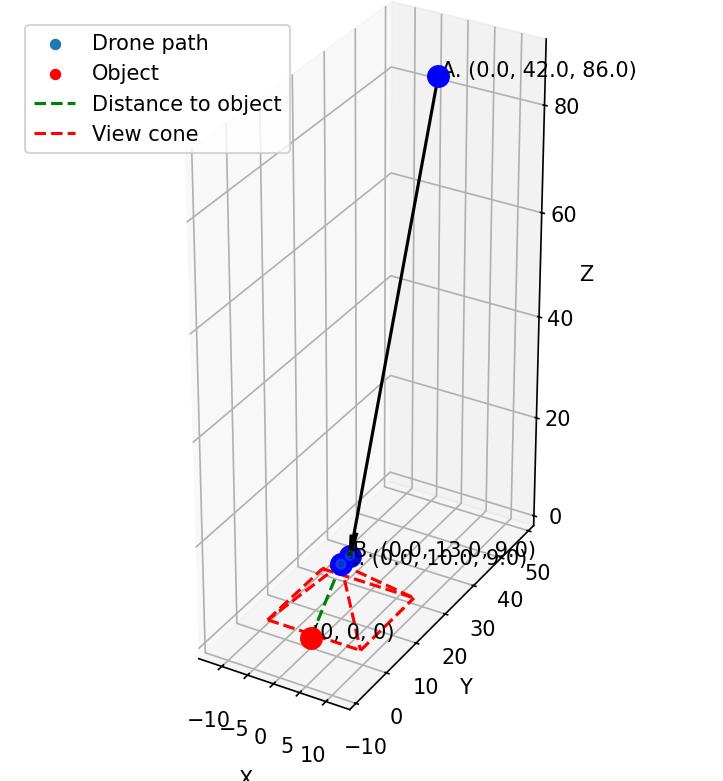 Drone path
Object
Distance to object
View cone
A. (0.0, 42.0, 86.0)
80
60
Z
40
20
0
B. (0.0, 13.0, 9.0)
. (0.0, 10.0, 9.0)
50
40
30
20
10
0
−10
Y
(0, 0, 0)
−10
−5
0
5
10
X